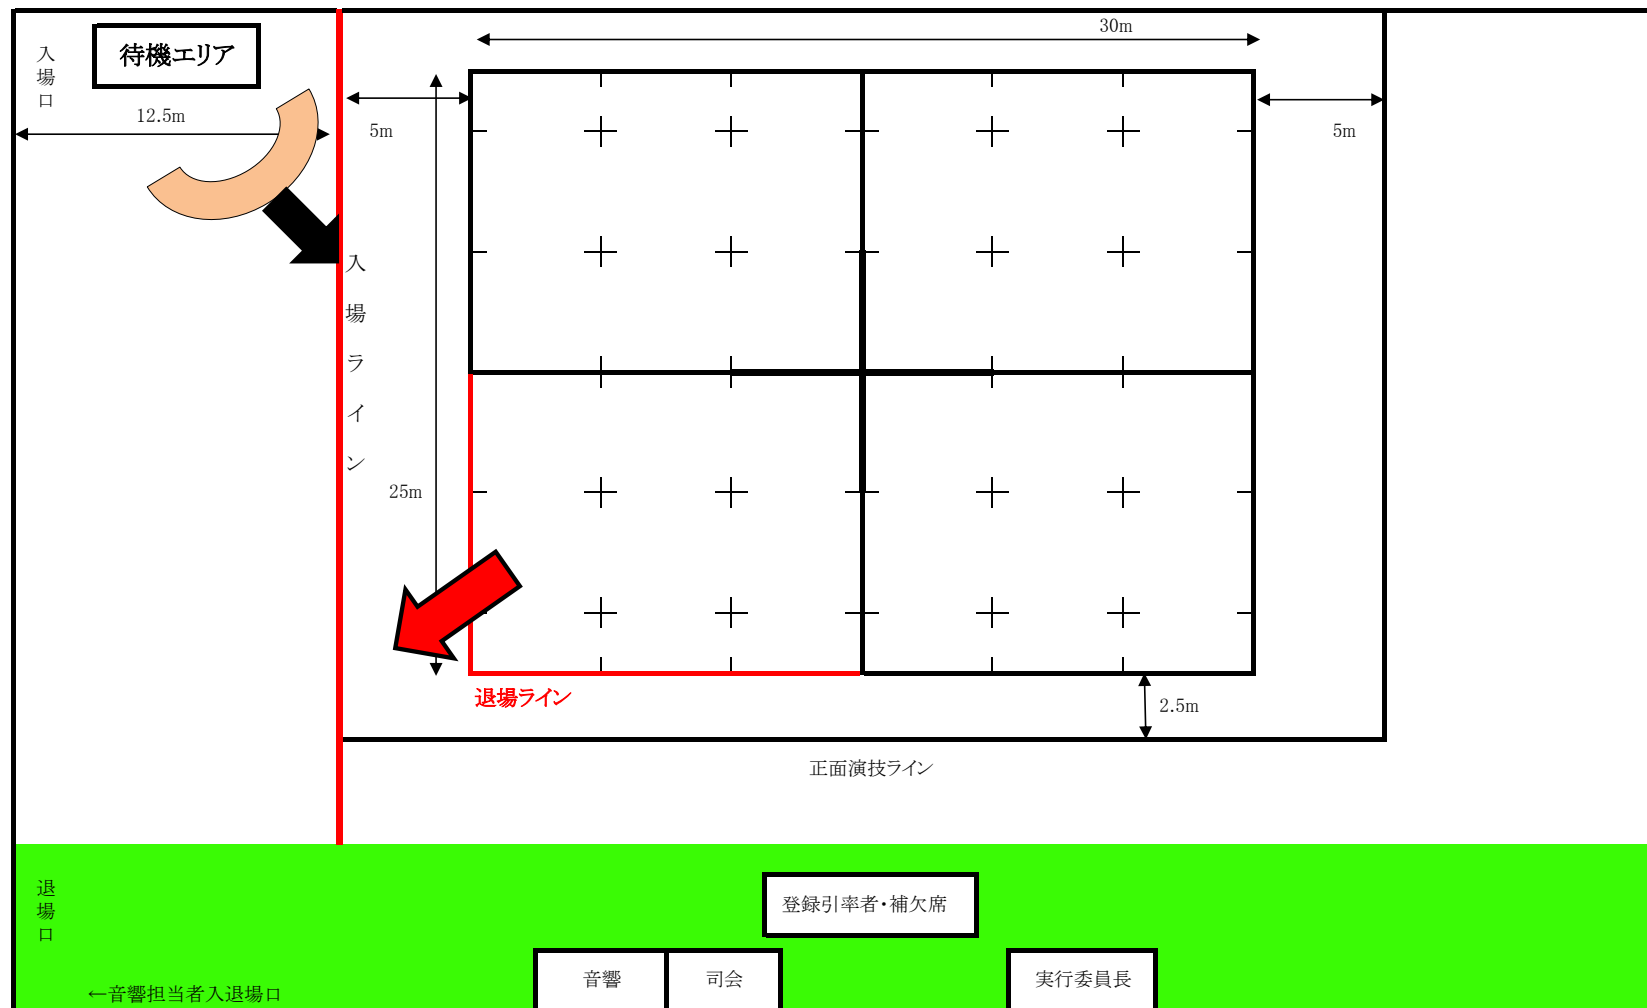 入場口
待機エリア
30m
12.5m
5m
5m
入場ライン
25m
退場ライン
2.5m
正面演技ライン
退場口
登録引率者・補欠席
音響
司会
実行委員長
←音響担当者入退場口